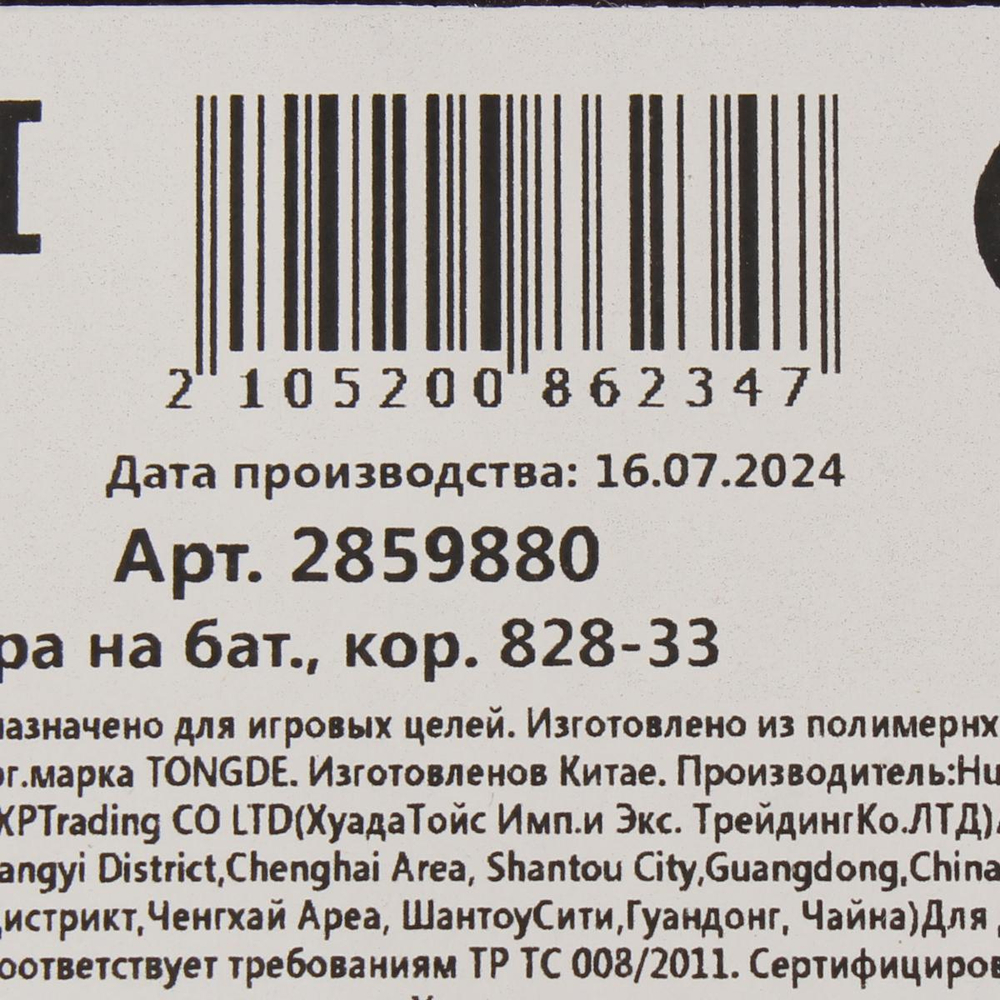 2 105200 862347
Дата производства: 16.07.2024
Арт. 2859880
ра на бат., кор. 828-33
назначено для игровых целей. Изготовлено из полимернх
рг.марка TONGDE. Изготовленов Китае. Производитель:Hu
XPTrading CO LTD(ХуадаТойс Имп.и Экс. ТрейдингКо.ЛТД)
angyi District,Chenghai Area, Shantou City,Guangdong,China
Дистрикт,Ченгхай Ареа, ШантоуСити,Гуандонг, Чайна)Для
оответствует требованиям ТР ТС 008/2011. Сертифициров